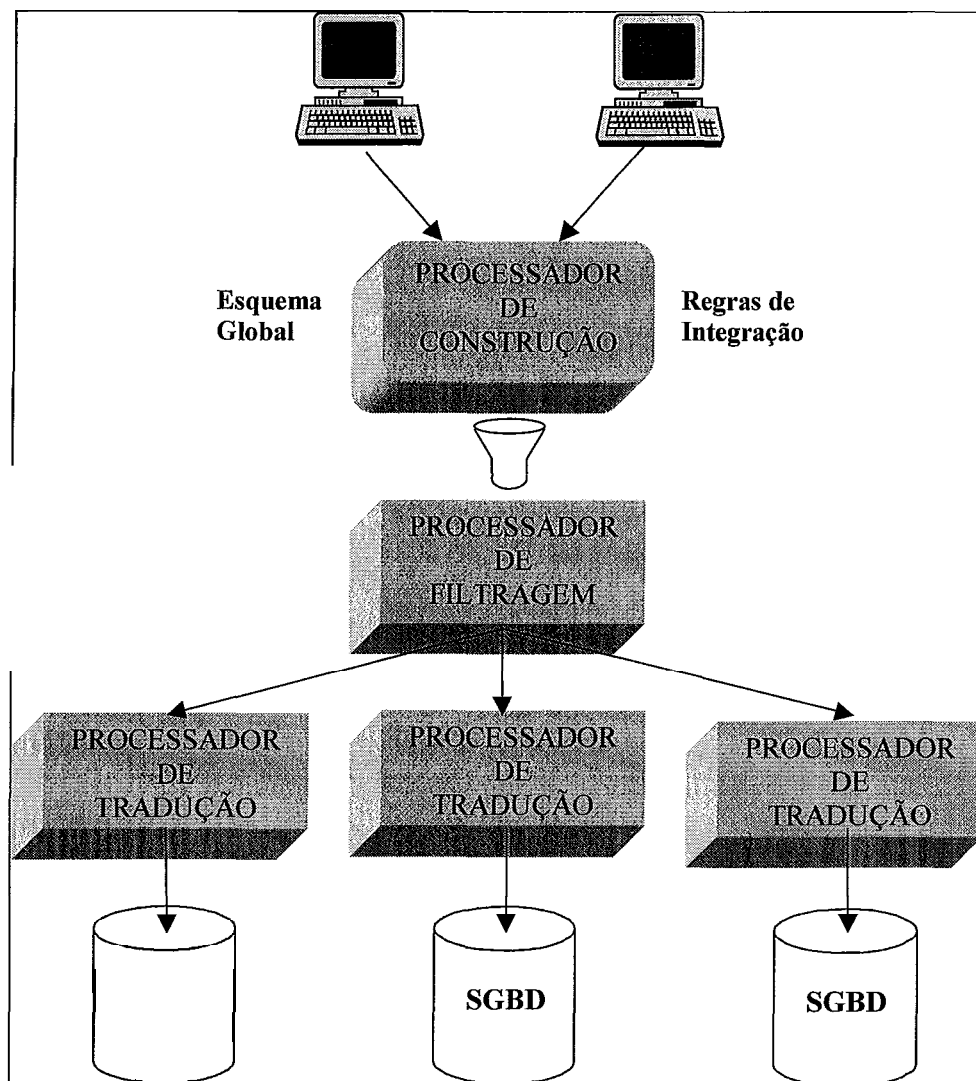 PROCESSADOR
DE
CONSTRUÇÃO
Esquema
Global
Regras de
Integração
PROCESSADOR
DE
FILTRAGEM
PROCESSADOR
DE
TRADUÇÃO
PROCESSADOR
DE
TRADUÇÃO
PROCESSADOR
DE
TRADUÇÃO
SGBD
SGBD